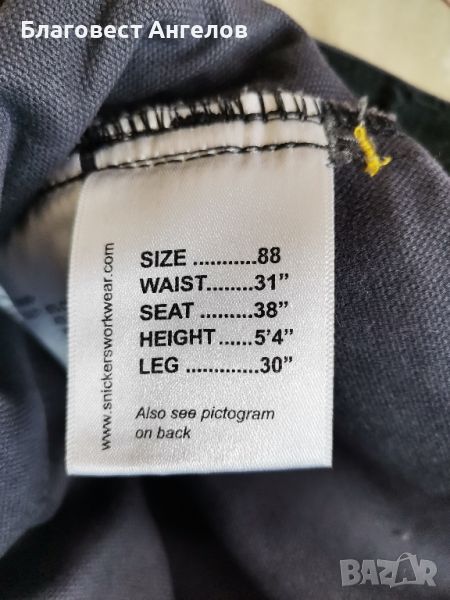 Благовест Ангелов
SIZE ...........88
WAIST........31”
SEAT .........38”
HEIGHT ......5’4”
LEG ............30”
Also see pictogram
on back
www.snickersworkwear.com
BAZAR